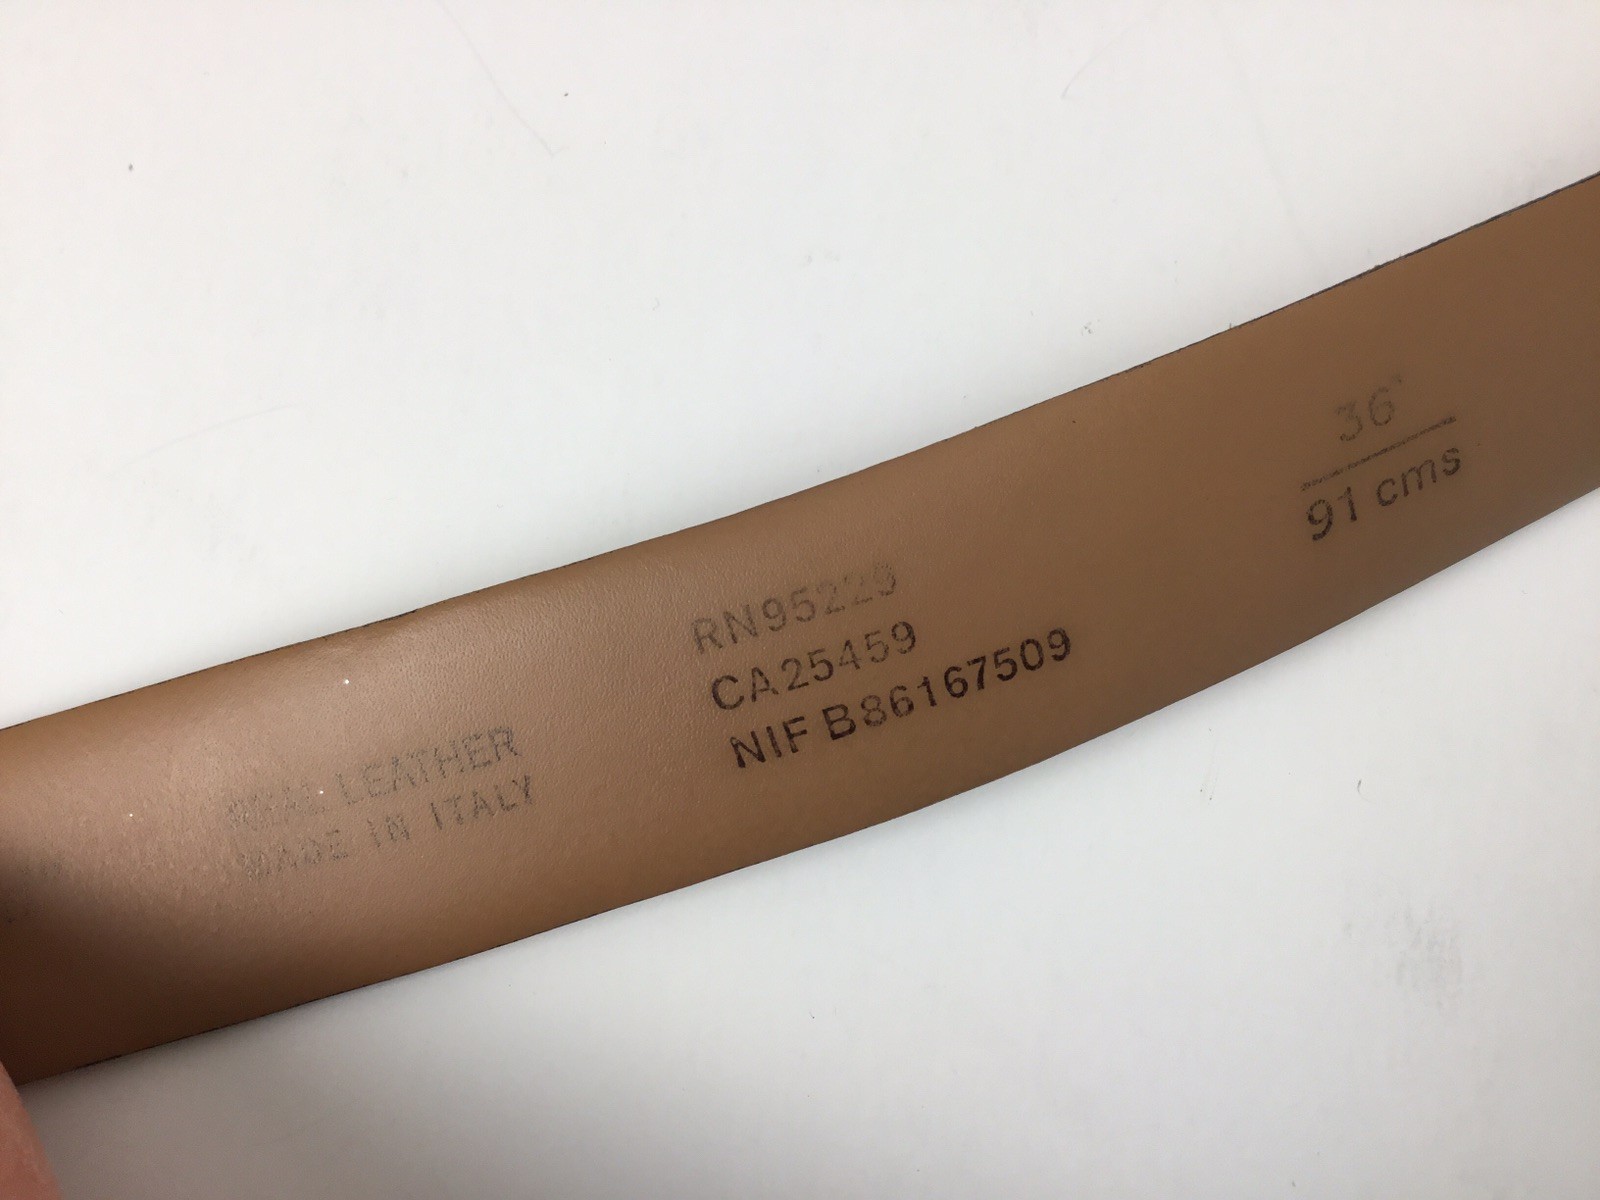 REAL LEATHER
MADE IN ITALY
RN95229
CA25459
NIF B86167509
36"
91 cms